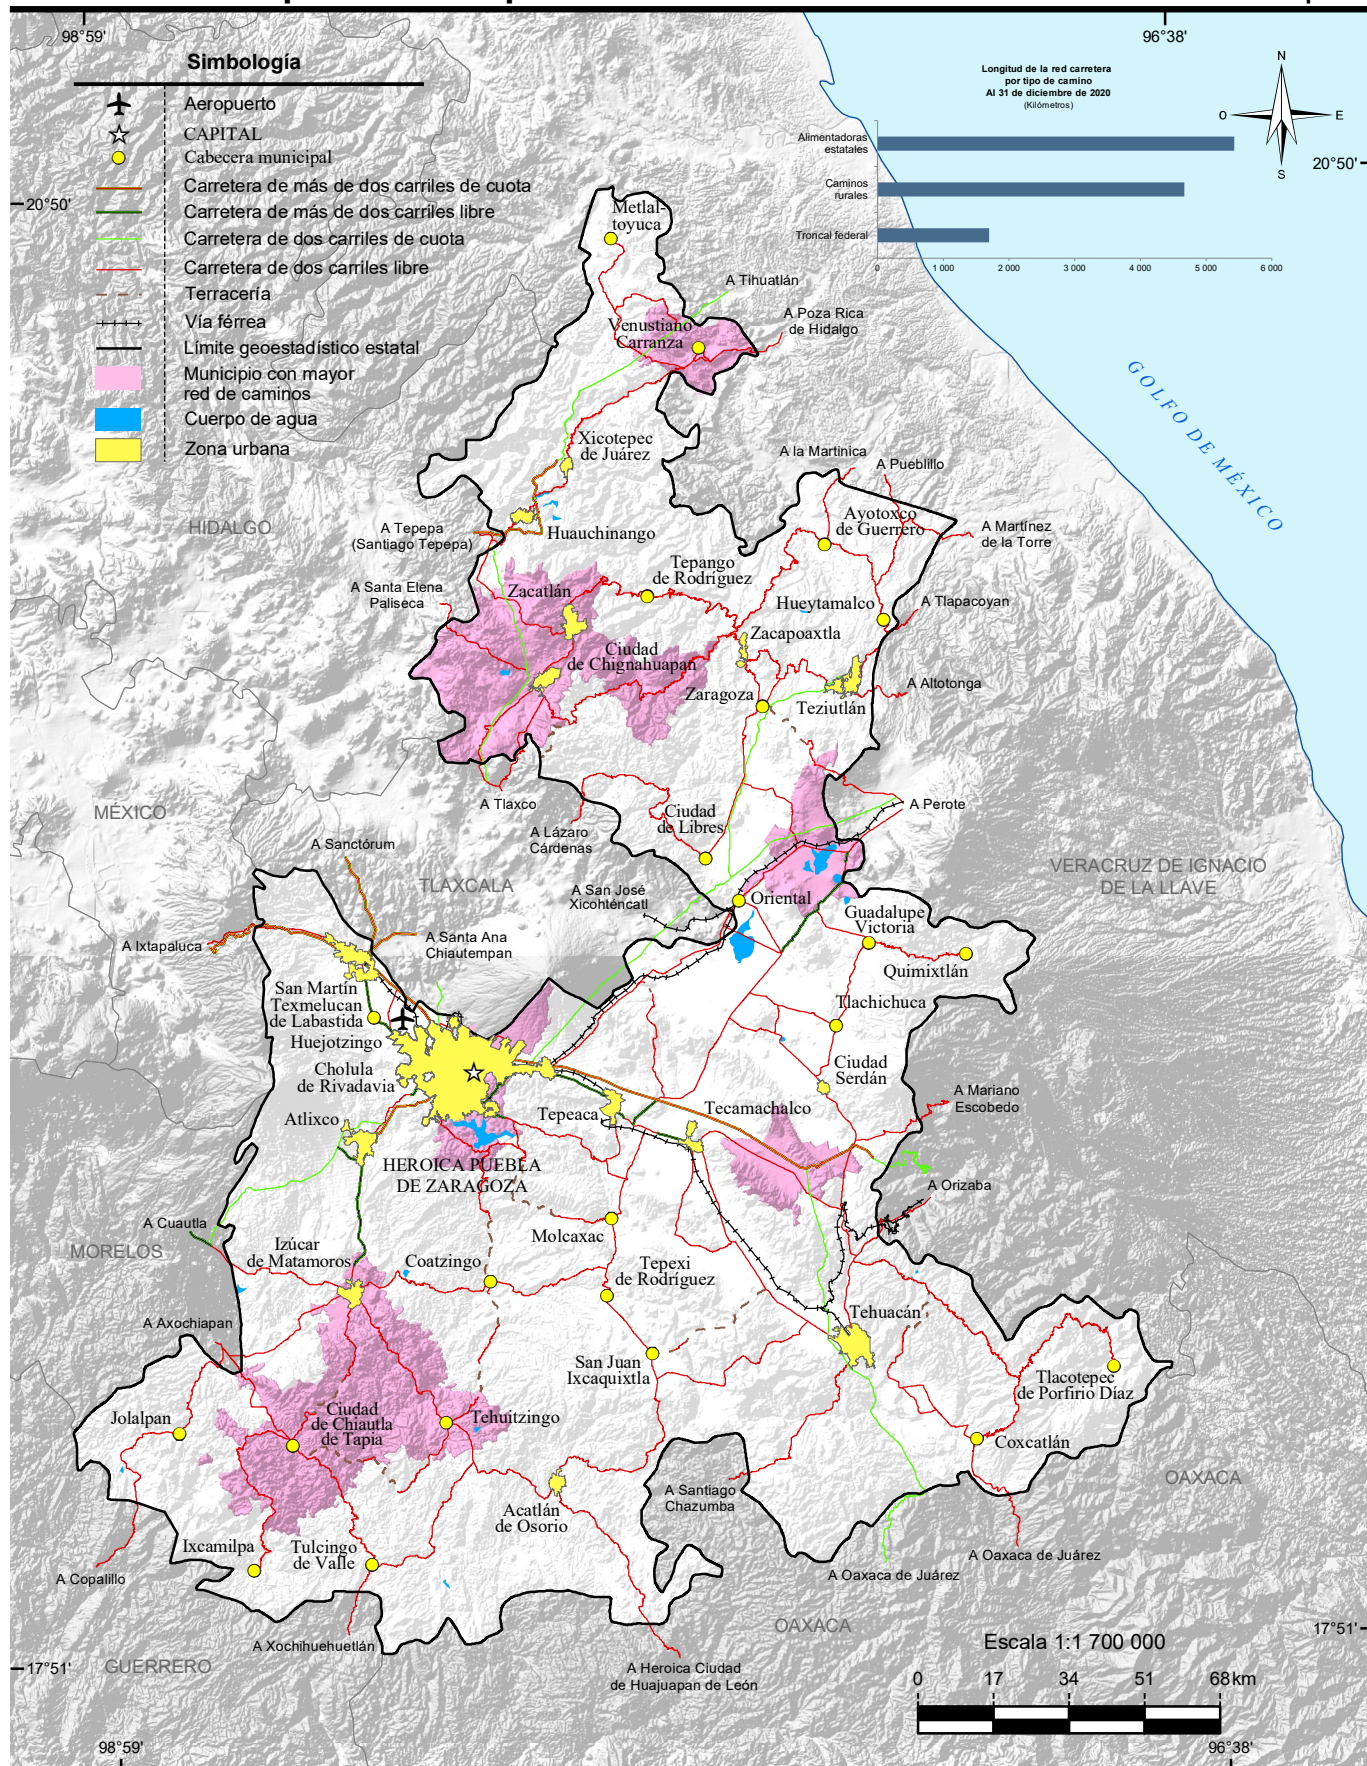 98°59'
96°38'
Simbología
Aeropuerto
CAPITAL
Cabecera municipal
Carretera de más de dos carriles de cuota
Carretera de más de dos carriles libre
Carretera de dos carriles de cuota
Carretera de dos carriles libre
Terracería
Vía férrea
Límite geoestadístico estatal
Municipio con mayor
red de caminos
Cuerpo de agua
Zona urbana
Longitud de la red carretera
por tipo de camino
Al 31 de diciembre de 2020
(Kilómetros)
Alimentadoras
estatales
Caminos
rurales
Troncal federal
0 1 000 2 000 3 000 4 000 5 000 6 000
N
O
E
S
20°50'
20°50'
Metlal-
toyuca
A Tihuatlán
A Poza Rica
de Hidalgo
Venustiano
Carranza
GOLFO DE MÉXICO
Xicotepec
de Juárez
A la Martinica
A Pueblillo
HIDALGO
A Tepepa
(Santiago Tepepa)
Huauchinango
Ayotoxco
de Guerrero
A Martínez
de la Torre
A Santa Elena
Paliseca
Zacatlán
Tepango
de Rodríguez
Hueytamalco
A Tlapacoyan
Zacapoaxtla
Ciudad
de Chignahuapan
Zaragoza
A Altotonga
Teziutlán
MÉXICO
A Tlaxco
A Lázaro
Cárdenas
Ciudad
de Libres
A Perote
A Sanctórum
TLAXCALA
VERACRUZ DE IGNACIO
DE LA LLAVE
A San José
Xicohténcatl
Oriental
A Ixtapaluca
A Santa Ana
Chiautempan
Guadalupe
Victoria
Quimixtlán
San Martín
Texmelucan
de Labastida
Tlachichuca
Huejotzingo
Cholula
de Rivadavia
Ciudad
Serdán
A Mariano
Escobedo
Atlixco
Tepeaca
Tecamachalco
HEROICA PUEBLA
DE ZARAGOZA
A Orizaba
A Cuautla
MORELOS
Molcaxac
Izúcar
de Matamoros
Coatzingo
Tepexi
de Rodríguez
A Axochiapan
Tehuacán
San Juan
Ixcaquixtla
Tlacotepec
de Porfirio Díaz
Jolalpan
Ciudad
de Chiautla
de Tapia
Tehuitzingo
Coxcatlán
OAXACA
A Santiago
Chazumba
Acatlán
de Osorio
Ixcamilpa
Tulcingo
de Valle
A Copalillo
A Oaxaca de Juárez
A Oaxaca de Juárez
OAXACA
A Xochihuehuetlán
GUERRERO
A Heroica Ciudad
de Huajuapan de León
17°51'
17°51'
Escala 1:1 700 000
0 17 34 51 68 km
98°59'
96°38'